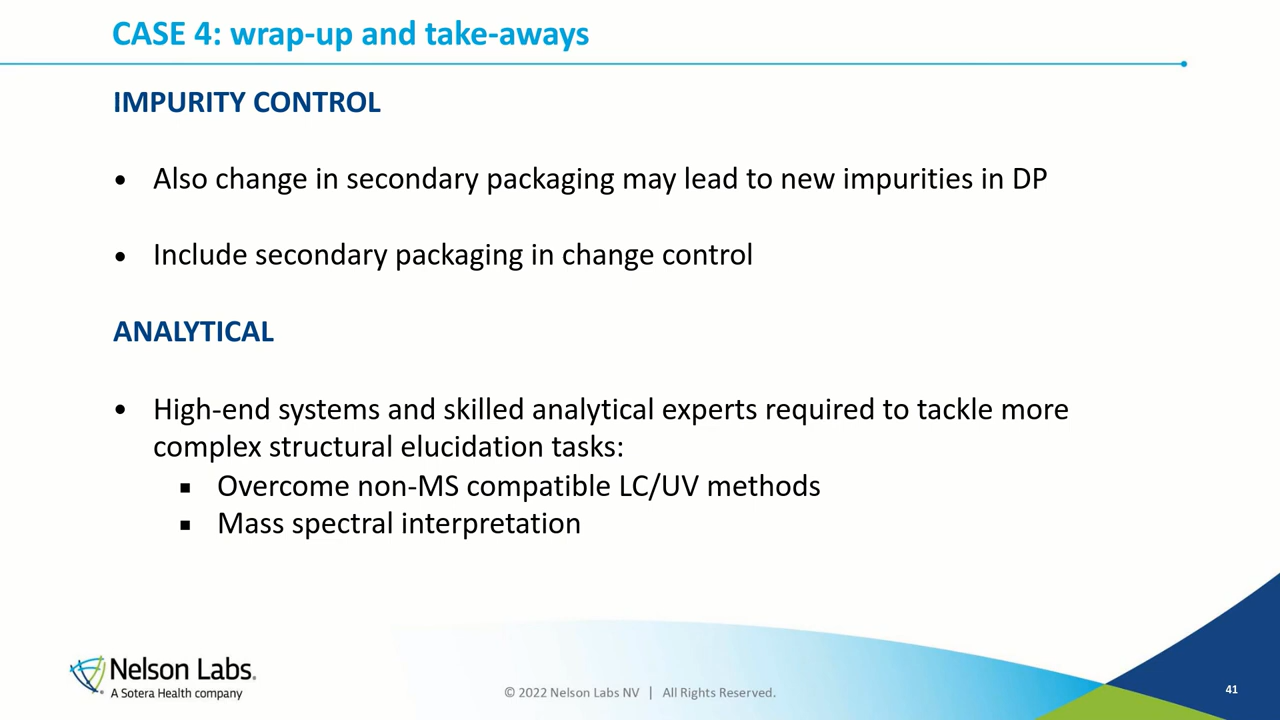 CASE 4: wrap-up and take-aways
IMPURITY CONTROL
• Also change in secondary packaging may lead to new impurities in DP
• Include secondary packaging in change control
ANALYTICAL
• High-end systems and skilled analytical experts required to tackle more
complex structural elucidation tasks:
▪ Overcome non-MS compatible LC/UV methods
▪ Mass spectral interpretation
Nelson Labs.
A Sotera Health company
© 2022 Nelson Labs NV | All Rights Reserved.
41